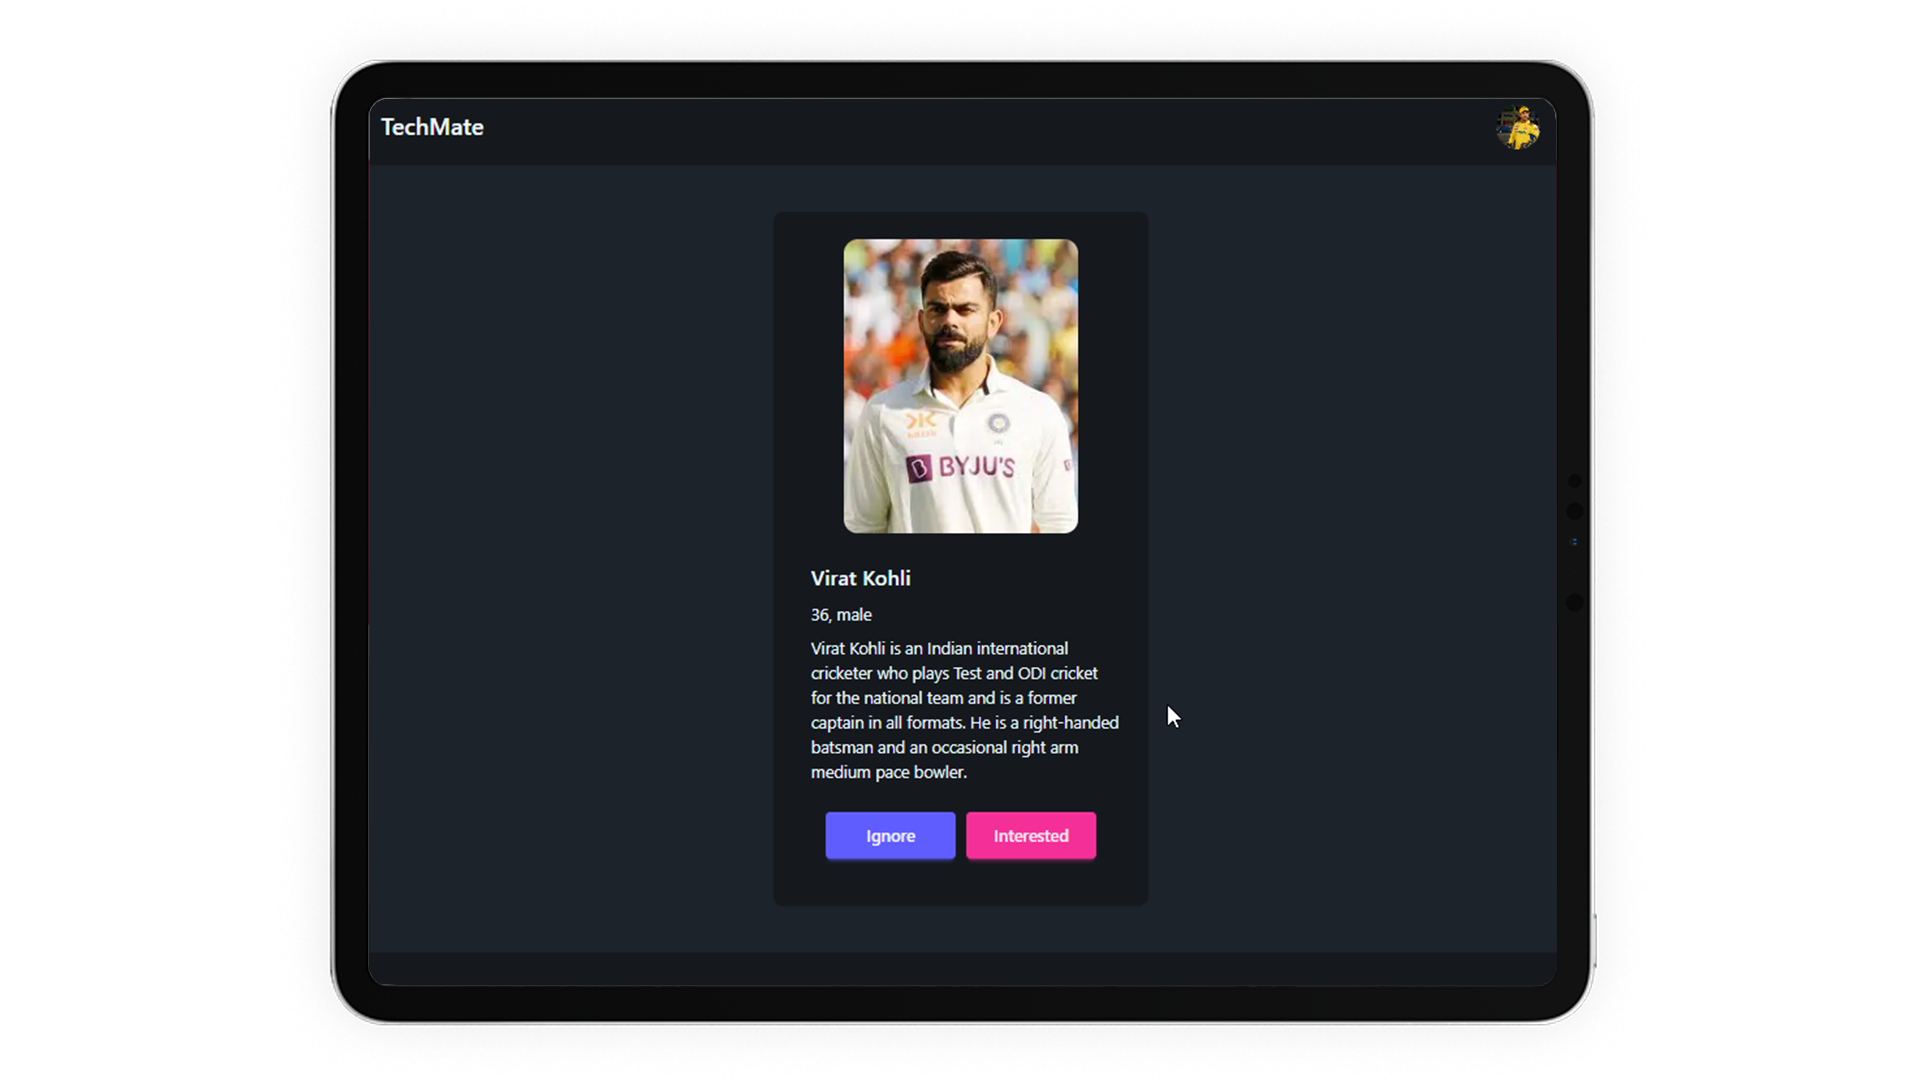 TechMate
BYJU'S
Virat Kohli
36, male
Virat Kohli is an Indian international
cricketer who plays Test and ODI cricket
for the national team and is a former
captain in all formats. He is a right-handed
batsman and an occasional right arm
medium pace bowler.
Ignore
Interested